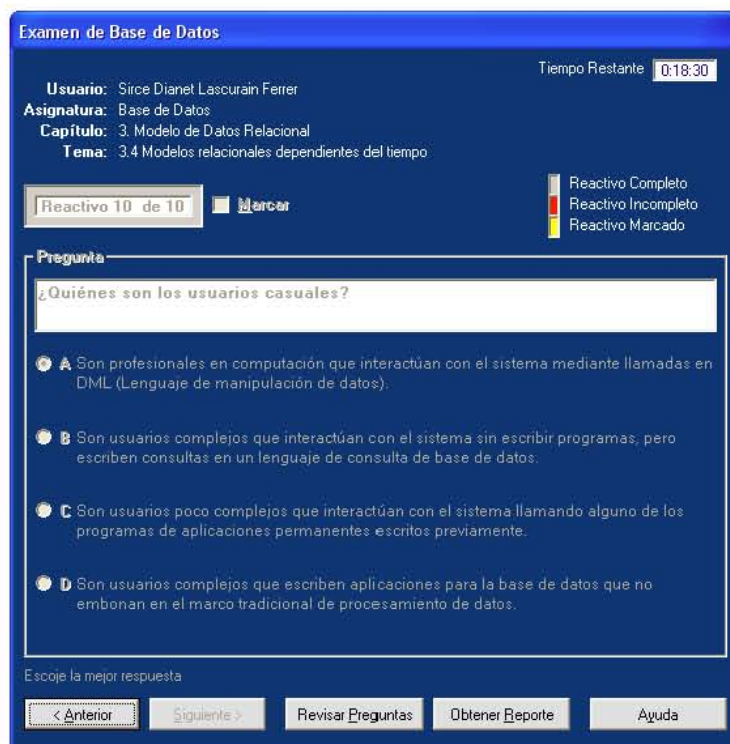 Examen de Base de Datos
Tiempo Restante 0:18:30
Usuario: Sirce Dianet Lascurain Ferrer
Asignatura: Base de Datos
Capítulo: 3. Modelo de Datos Relacional
Tema: 3.4 Modelos relacionales dependientes del tiempo
Reactivo 10 de 10
Marcar
Reactivo Completo
Reactivo Incompleto
Reactivo Marcado
Pregunta
¿Quiénes son los usuarios casuales?
A Son profesionales en computación que interactúan con el sistema mediante llamadas en
DML (Lenguaje de manipulación de datos).
B Son usuarios complejos que interactúan con el sistema sin escribir programas, pero
escriben consultas en un lenguaje de consulta de base de datos.
C Son usuarios poco complejos que interactúan con el sistema llamando alguno de los
programas de aplicaciones permanentes escritos previamente.
D Son usuarios complejos que escriben aplicaciones para la base de datos que no
embonan en el marco tradicional de procesamiento de datos.
Escoje la mejor respuesta
< Anterior
Siguiente >
Revisar Preguntas
Obtener Reporte
Ayuda